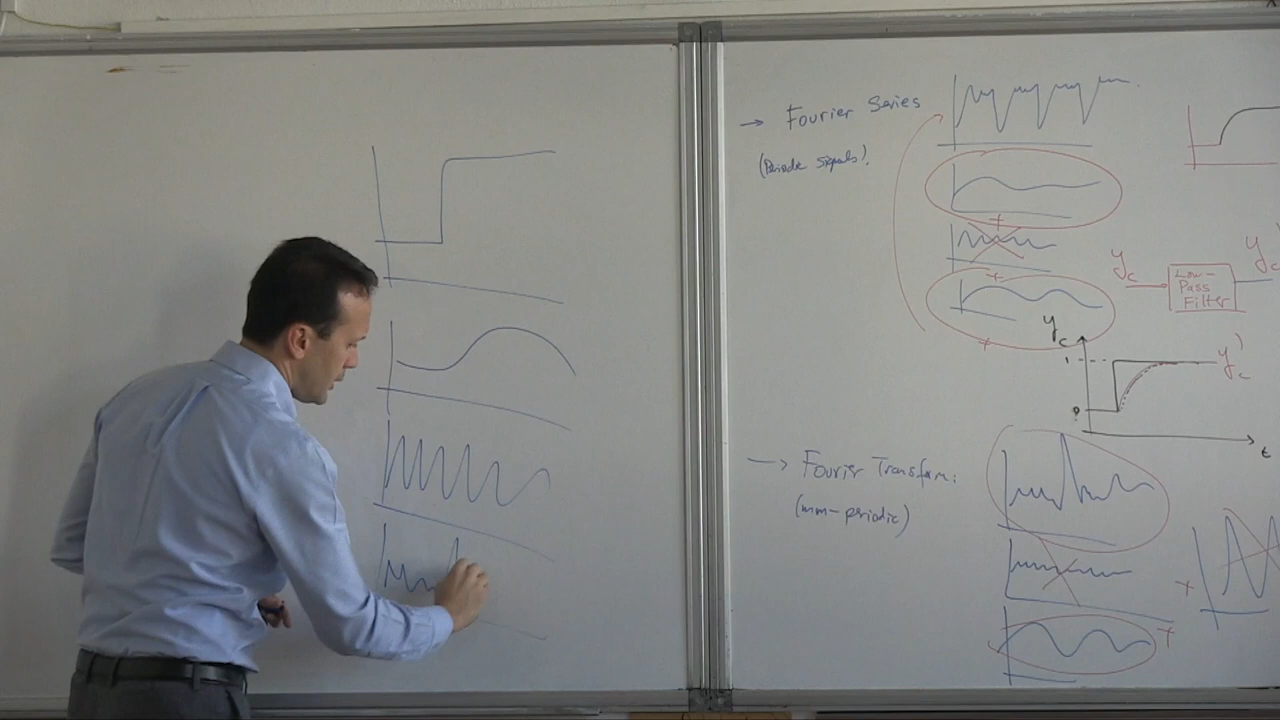 → Fourier Series
(Periodic signals).
y_c
Low-
Pass
Filter
y_c'
y_c
1
0
y_c'
t
→ Fourier Transform:
(non-periodic)